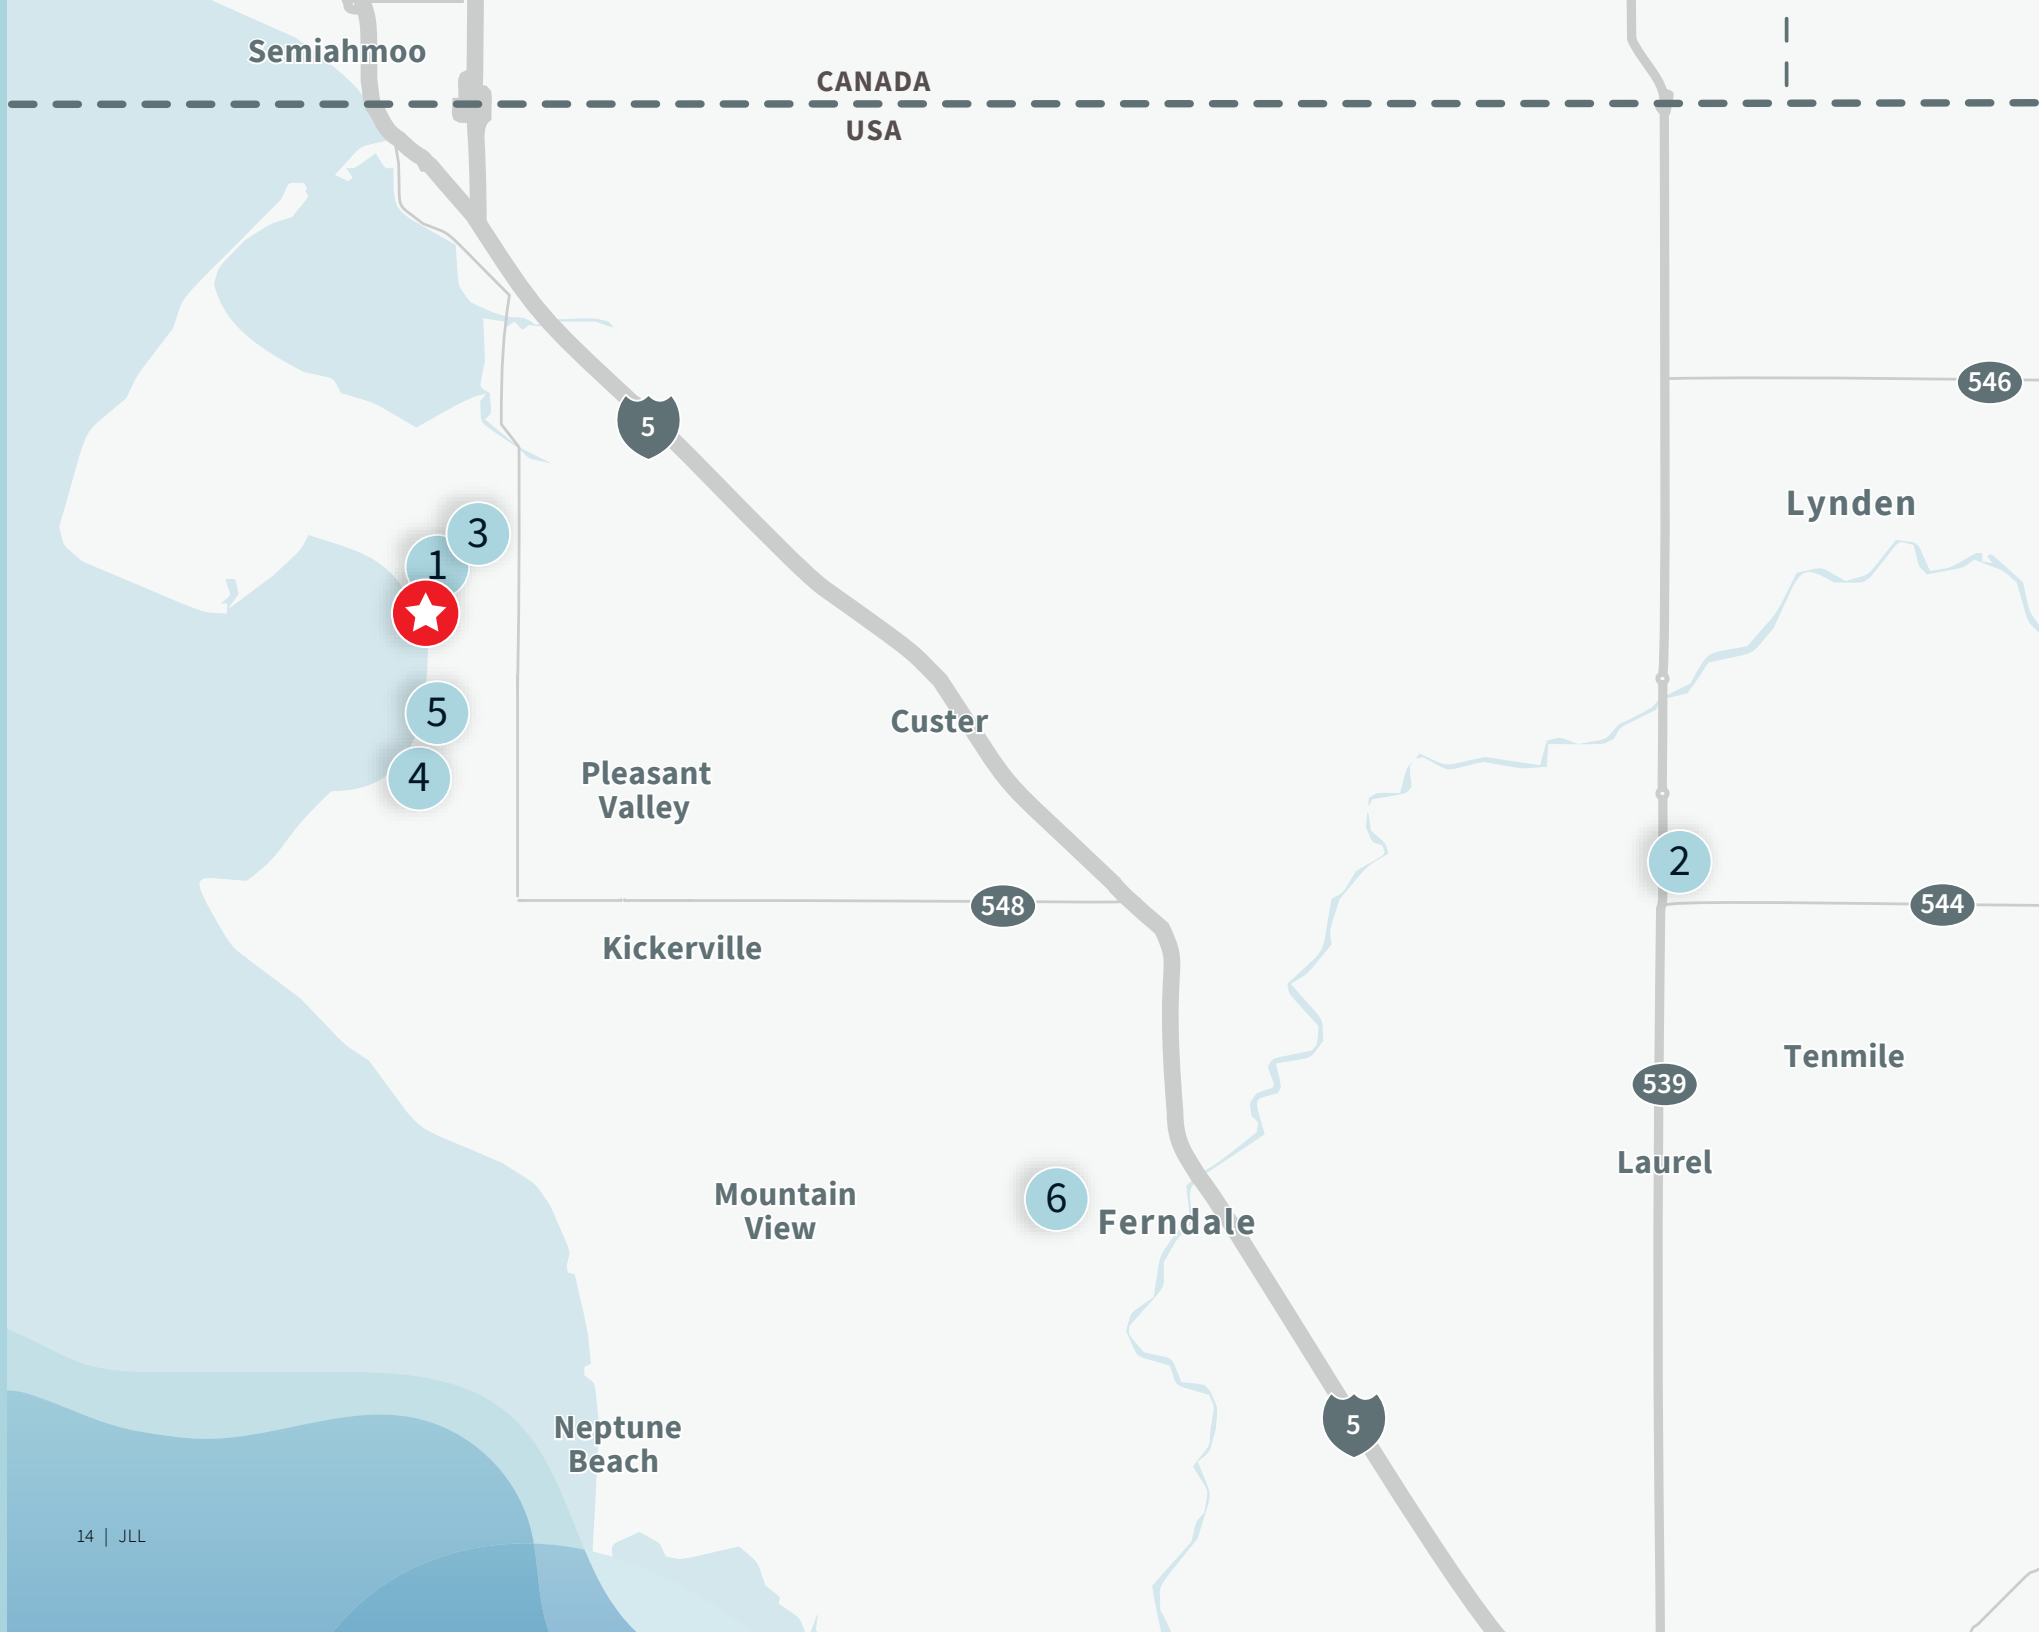 Semiahmoo
CANADA
USA
546
5
Lynden
3
1
5
Custer
Pleasant
Valley
4
2
548
544
Kickerville
Tenmile
539
Laurel
Mountain
View
6
Ferndale
5
Neptune
Beach
14 | JLL